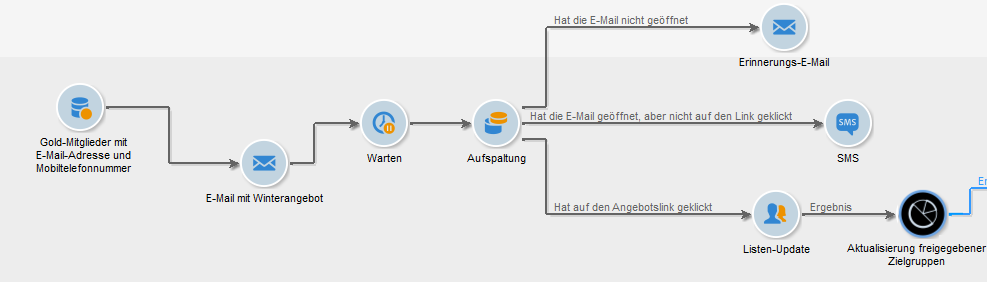 Hat die E-Mail nicht geöffnet
Erinnerungs-E-Mail
Gold-Mitglieder mit
E-Mail-Adresse und
Mobiltelefonnummer
E-Mail mit Winterangebot
Warten
Aufspaltung
Hat die E-Mail geöffnet, aber nicht auf den Link geklickt
SMS
SMS
Hat auf den Angebotslink geklickt
Listen-Update
Ergebnis
Aktualisierung freigegebener
Zielgruppen